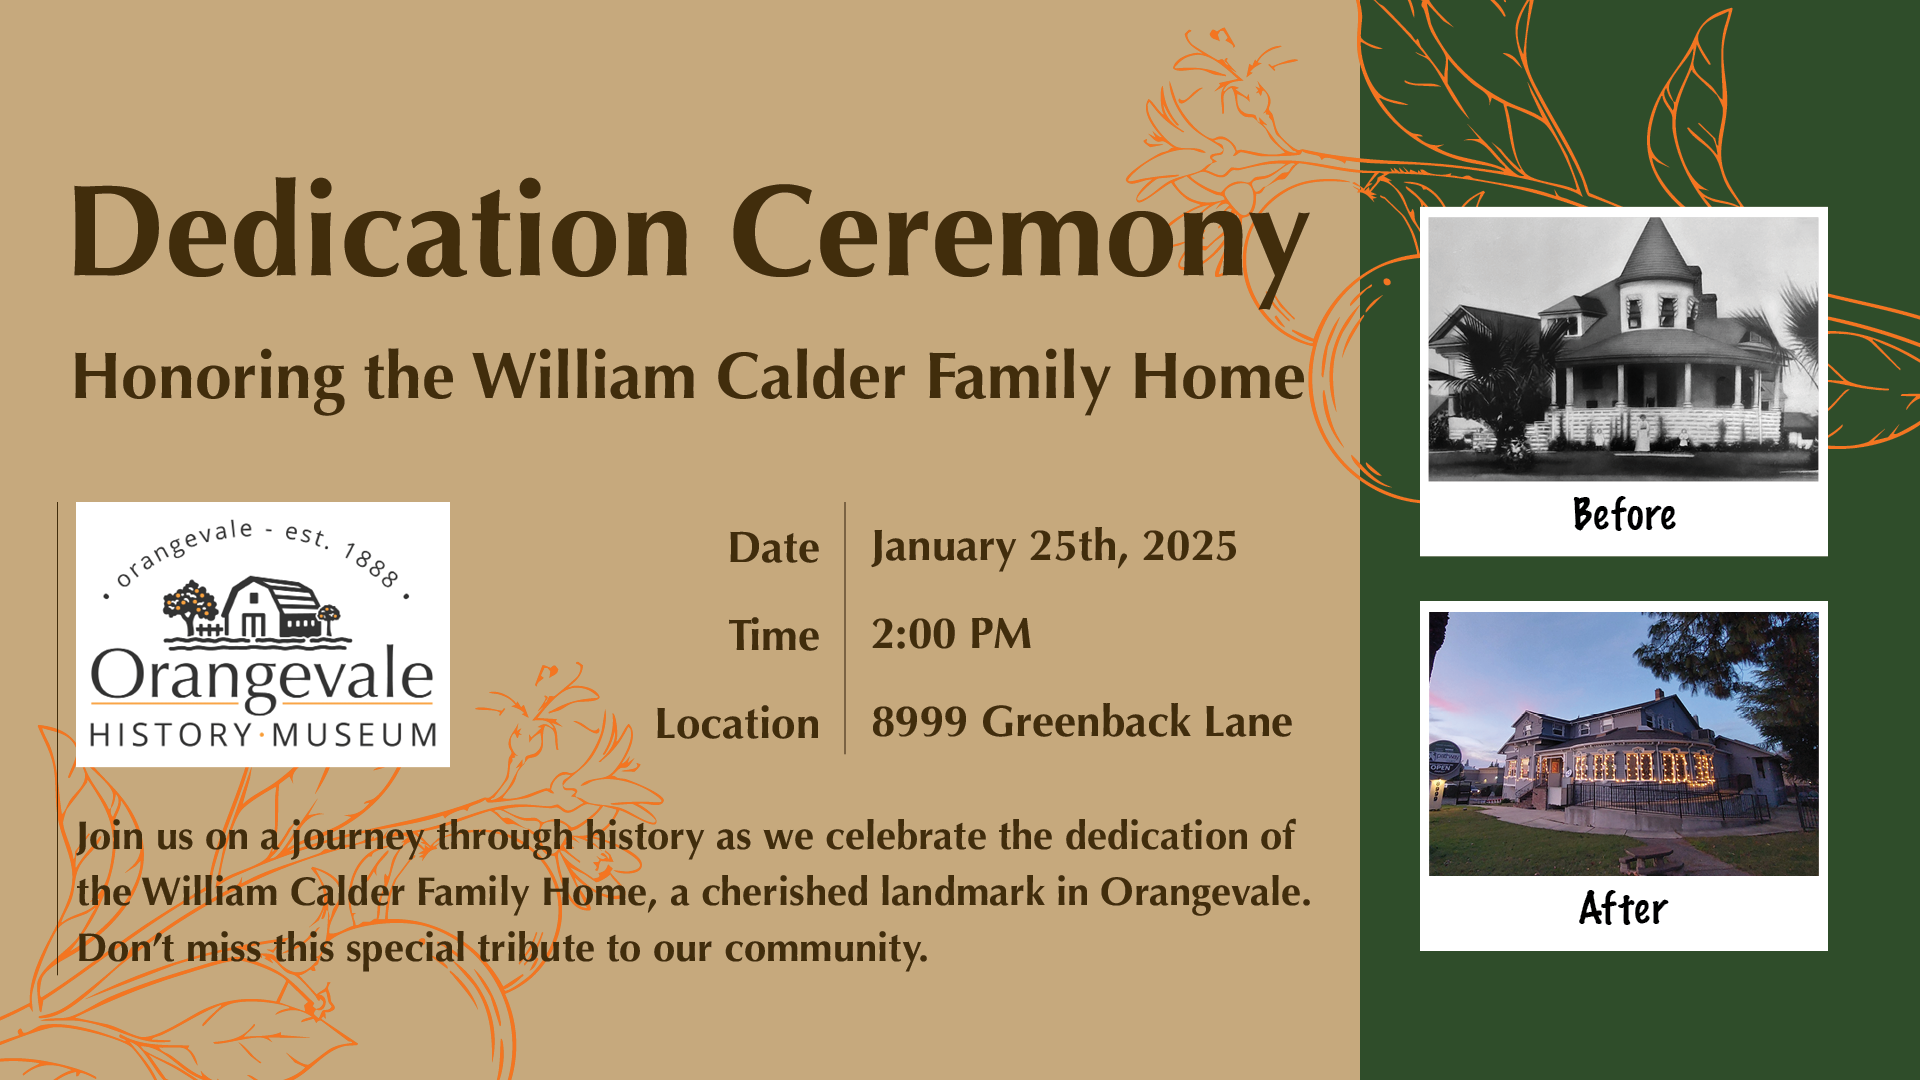 Dedication Ceremony
Honoring the William Calder Family Home
orangevale - est. 1888
Orangevale
HISTORY·MUSEUM
Date January 25th, 2025
Time 2:00 PM
Location 8999 Greenback Lane
Join us on a journey through history as we celebrate the dedication of
the William Calder Family Home, a cherished landmark in Orangevale.
Don’t miss this special tribute to our community.
Before
OPEN
After